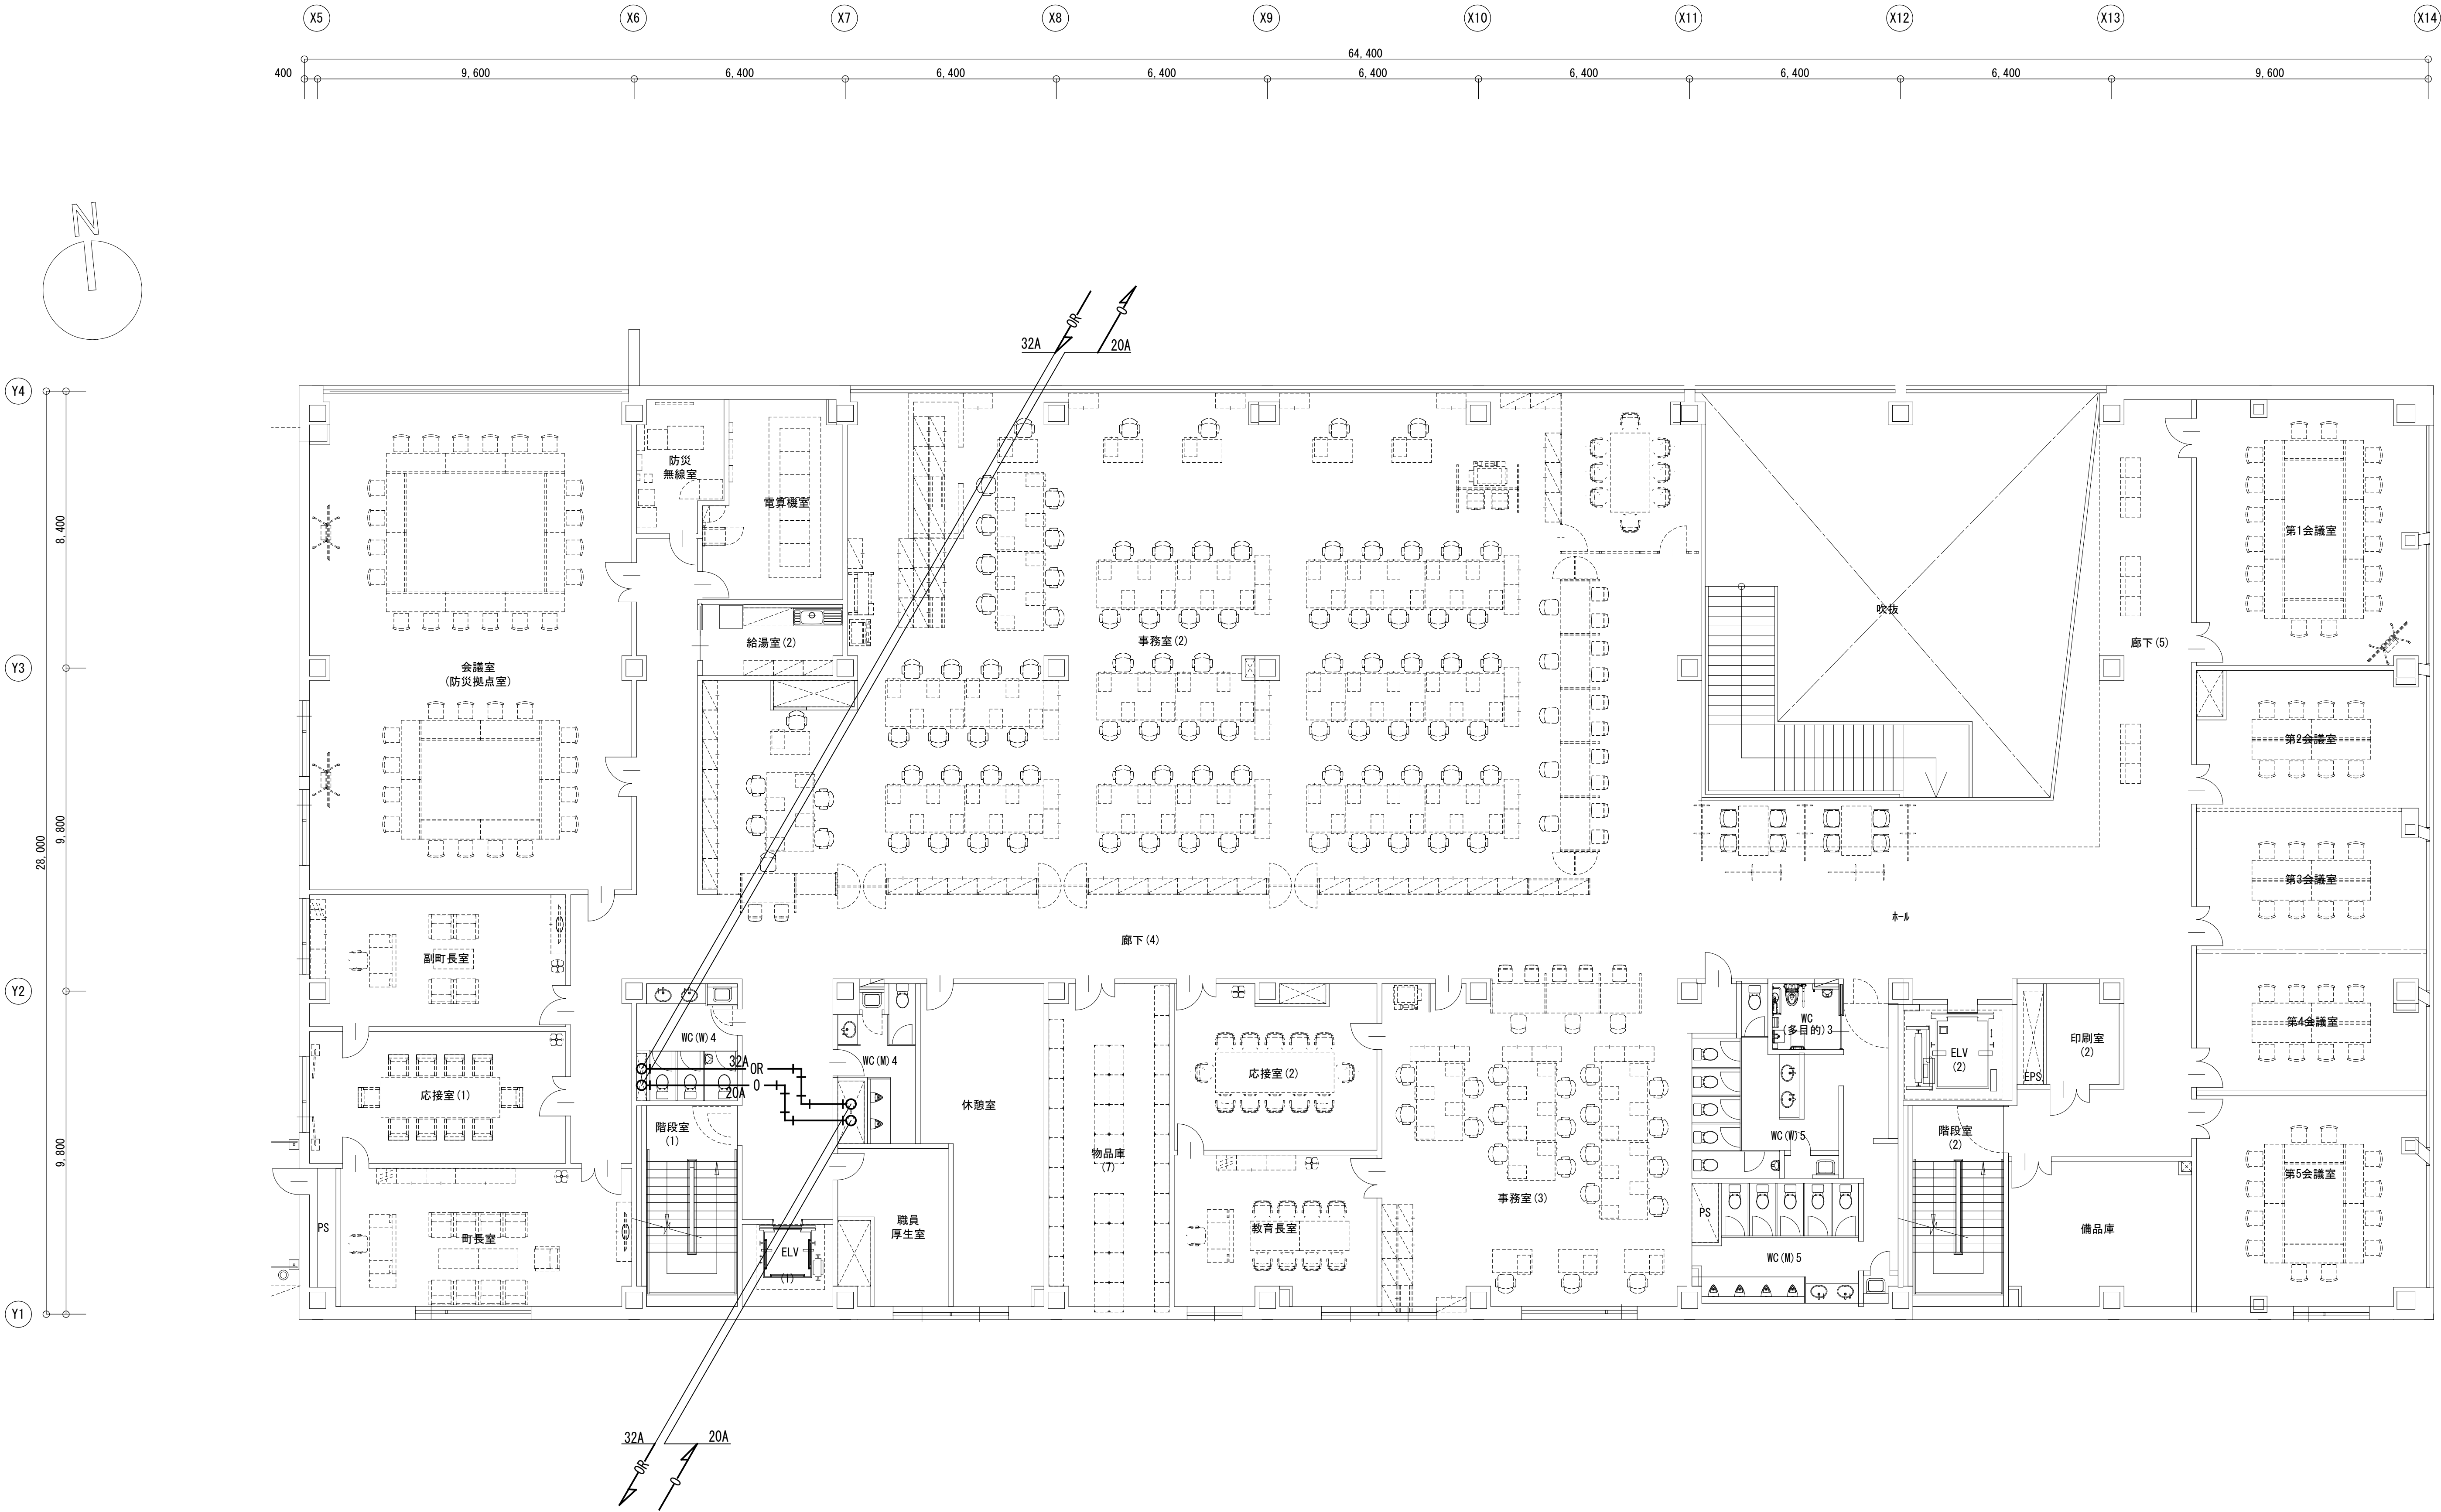 X5
X6
X7
X8
X9
X10
X11
X12
X13
X14
64,400
400
9,600
6,400
6,400
6,400
6,400
6,400
6,400
6,400
9,600
N
OR
O
32A
20A
Y4
防災
無線室
電算機室
8,400
第1会議室
吹抜
給湯室(2)
事務室(2)
廊下(5)
Y3
会議室
(防災拠点室)
第2会議室
9,800
28,000
第3会議室
ホール
廊下(4)
副町長室
Y2
WC(W)4
WC
(多目的)3
第4会議室
印刷室
(2)
ELV
(2)
WC(M)4
32A
OR
O
20A
応接室(1)
応接室(2)
EPS
休憩室
階段室
(1)
階段室
(2)
WC(W)5
9,800
物品庫
(7)
第5会議室
事務室(3)
PS
PS
職員
厚生室
教育長室
備品庫
町長室
ELV
(1)
WC(M)5
Y1
32A
20A
OR
O